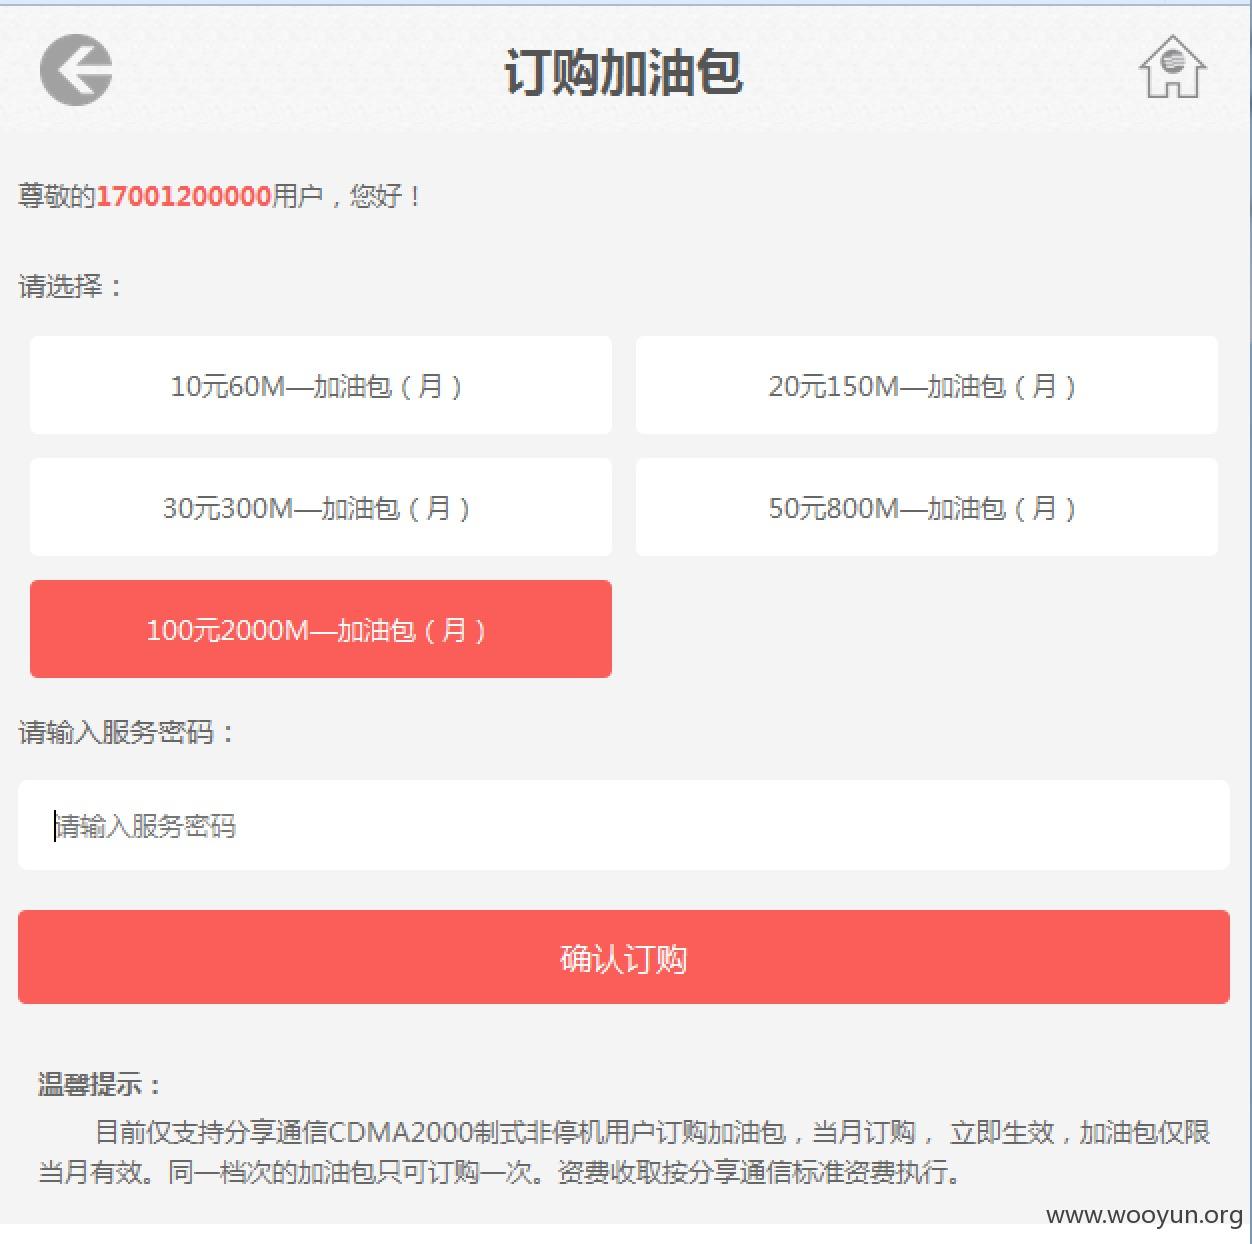 订购加油包
尊敬的17001200000用户，您好！
请选择：
10元60M—加油包（月）
20元150M—加油包（月）
30元300M—加油包（月）
50元800M—加油包（月）
100元2000M—加油包（月）
请输入服务密码：
请输入服务密码
确认订购
温馨提示：
目前仅支持分享通信CDMA2000制式非停机用户订购加油包，当月订购， 立即生效，加油包仅限
当月有效。同一档次的加油包只可订购一次。资费收取按分享通信标准资费执行。
www.wooyun.org